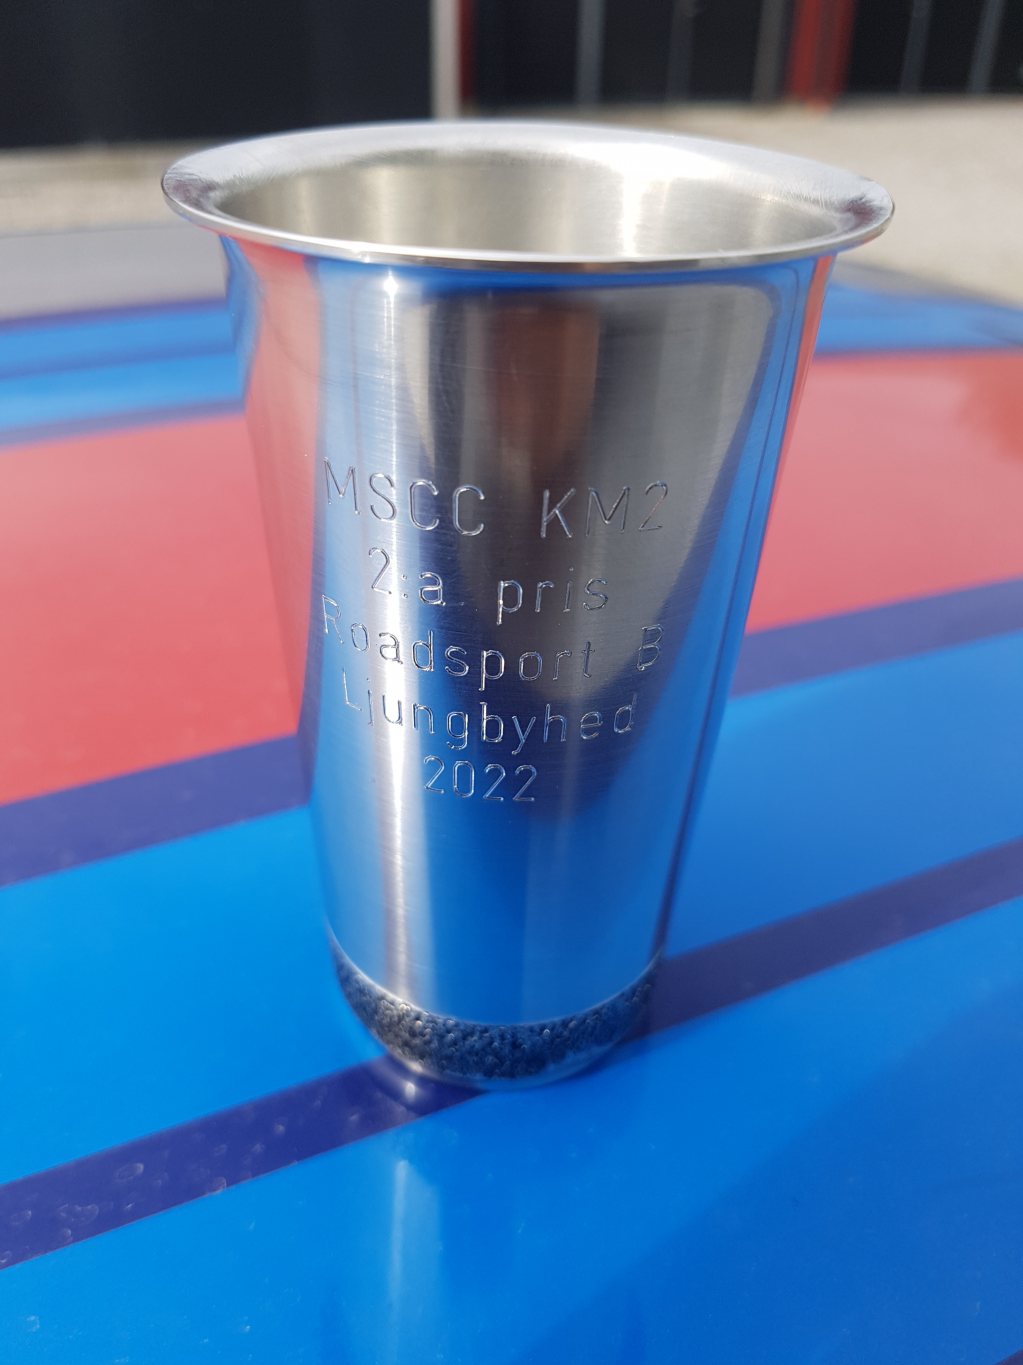 MSCC KM2
2:a pris
Roadsport B
Ljungbyhed
2022